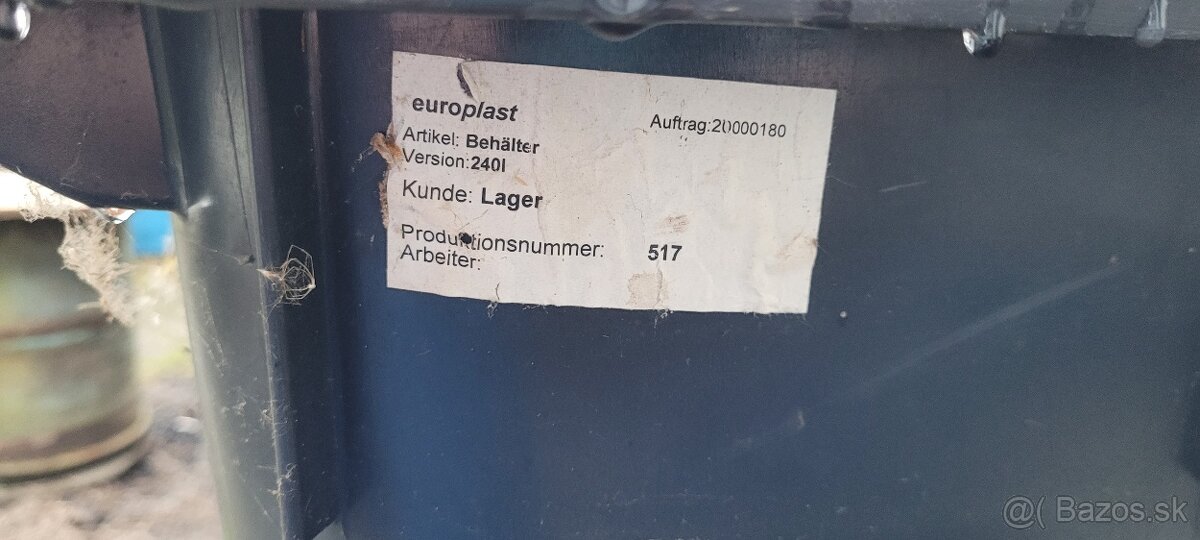 europlast
Auftrag:20000180
Artikel: Behälter
Version:240l
Kunde: Lager
Produktionsnummer: 517
Arbeiter:
@( Bazos.sk